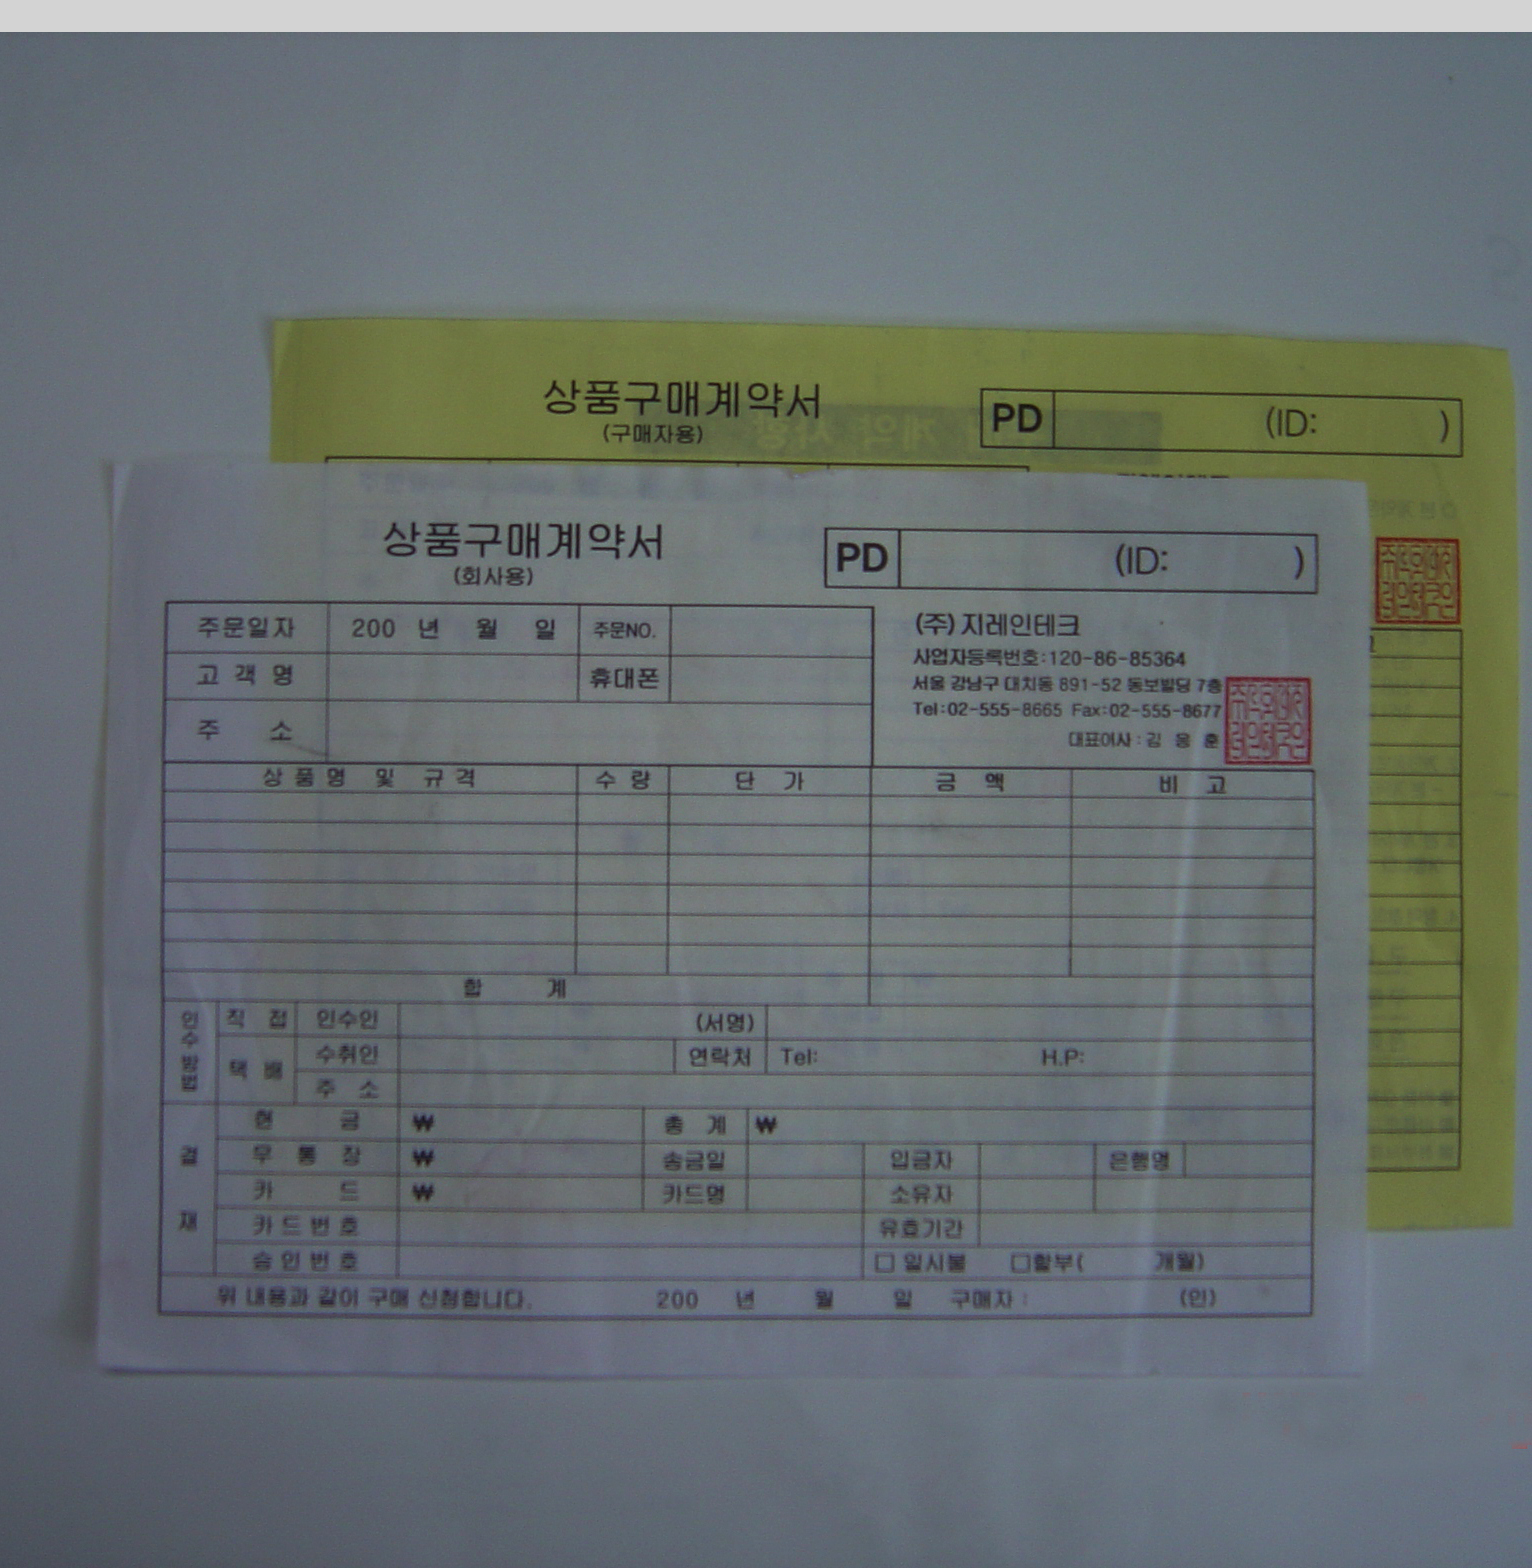 상품구매계약서
(구매자용)
PD (ID: )
상품구매계약서
(회사용)
PD (ID: )
주문일자 200 년 월 일 주문NO.
고객명 휴대폰
주 소
(주)지레인테크
사업자등록번호:120-86-85364
서울 강남구 대치동 891-52 동보빌딩 7층
Tel:02-555-8665 Fax:02-555-8677
대표이사 : 김 응 훈
상품명 및 규격 수량 단가 금액 비고
합 계
인수방법
직 접 인수인 (서명)
택 배 수취인 연락처 Tel: H.P:
주 소
결재
현 금 ₩ 총 계 ₩
무 통 장 ₩ 송금일 입금자 은행명
카 드 ₩ 카드명 소유자
카드번호 유효기간
승인번호 □ 일시불 □할부( 개월)
위 내용과 같이 구매 신청합니다. 200 년 월 일 구매자 : (인)